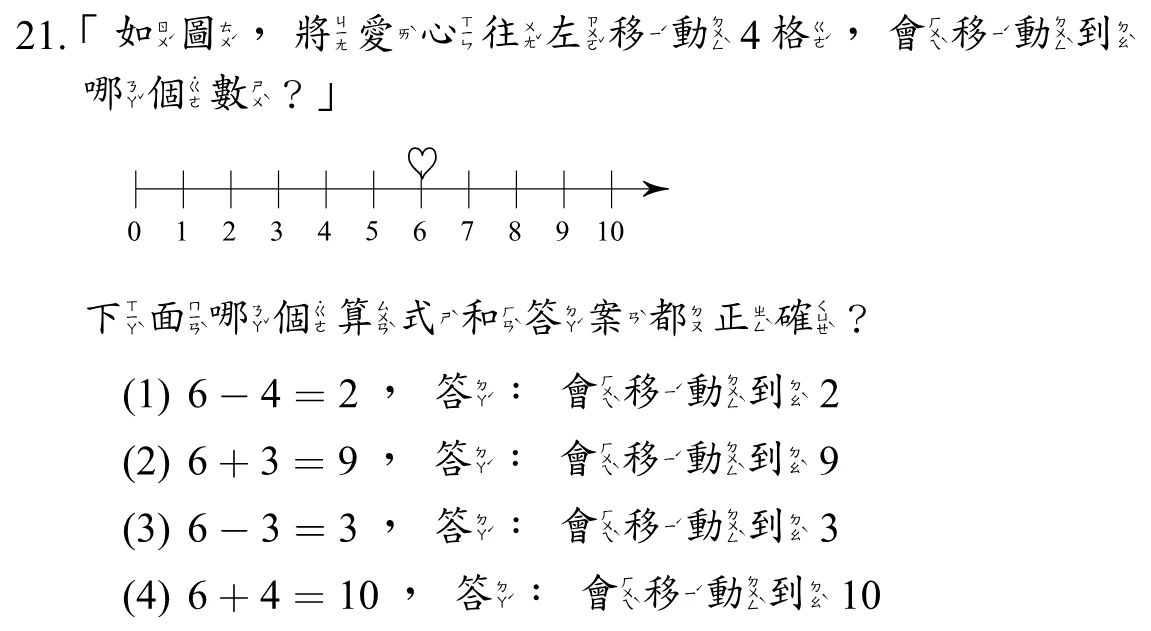 21.「如圖，將愛心往左移動4格，會移動到
哪個數？」
0 1 2 3 4 5 6 7 8 9 10
下面哪個算式和答案都正確？
(1) 6 − 4 = 2 ， 答： 會移動到 2
(2) 6 + 3 = 9 ， 答： 會移動到 9
(3) 6 − 3 = 3 ， 答： 會移動到 3
(4) 6 + 4 = 10 ， 答： 會移動到 10